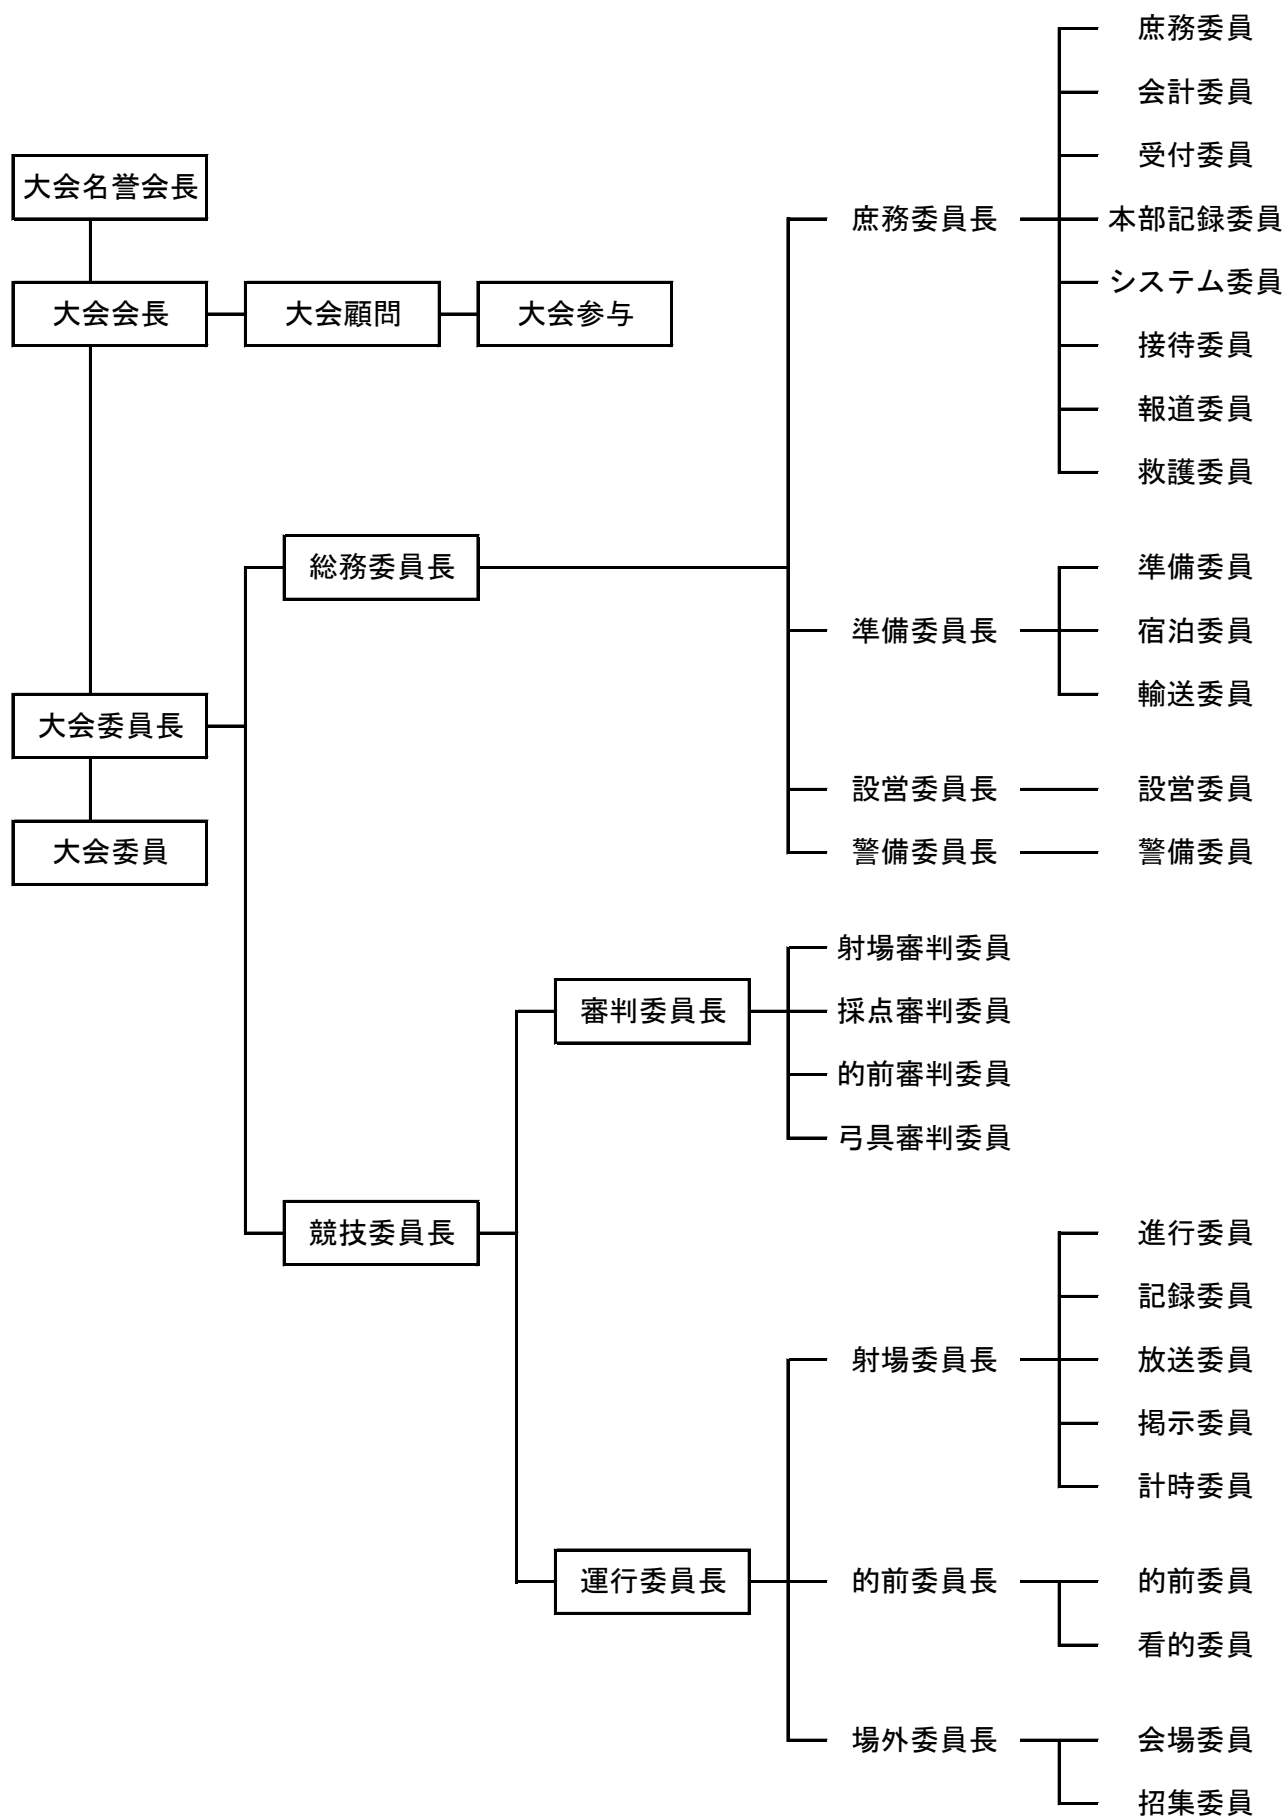 大会名誉会長
大会会長
大会顧問
大会参与
大会委員長
大会委員
総務委員長
庶務委員長
庶務委員
会計委員
受付委員
本部記録委員
システム委員
接待委員
報道委員
救護委員
準備委員長
準備委員
宿泊委員
輸送委員
設営委員長
設営委員
警備委員長
警備委員
競技委員長
審判委員長
射場審判委員
採点審判委員
的前審判委員
弓具審判委員
運行委員長
射場委員長
進行委員
記録委員
放送委員
掲示委員
計時委員
的前委員長
的前委員
看的委員
場外委員長
会場委員
招集委員